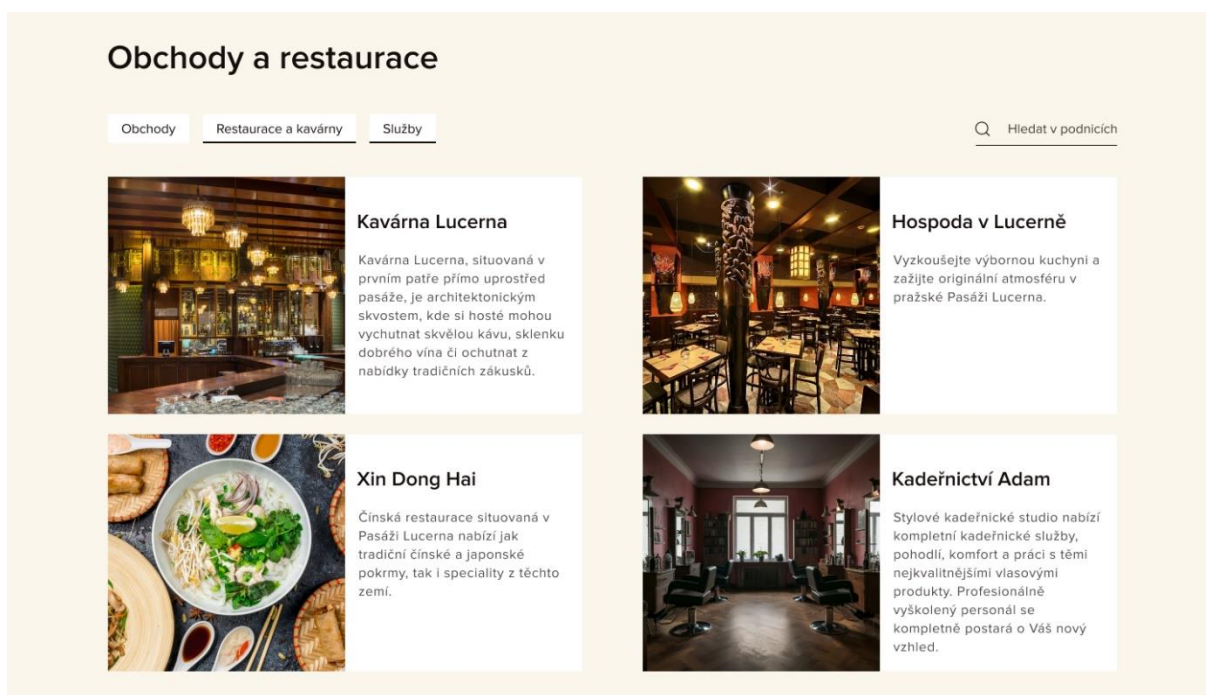 Obchody a restaurace
Obchody
Restaurace a kavárny
Služby
Hledat v podnicích
Kavárna Lucerna
Kavárna Lucerna, situovaná v
prvním patře přímo uprostřed
pasáže, je architektonickým
skvostem, kde si hosté mohou
vychutnat skvělou kávu, sklenku
dobrého vína či ochutnat z
nabídky tradičních zákusků.
Hospoda v Lucerně
Vyzkoušejte výbornou kuchyni a
zažijte originální atmosféru v
pražské Pasáži Lucerna.
Xin Dong Hai
Čínská restaurace situovaná v
Pasáži Lucerna nabízí jak
tradiční čínské a japonské
pokrmy, tak i speciality z těchto
zemí.
Kadeřnictví Adam
Stylové kadeřnické studio nabízí
kompletní kadeřnické služby,
pohodlí, komfort a práci s těmi
nejkvalitnějšími vlasovými
produkty. Profesionálně
vyškolený personál se
kompletně postará o Váš nový
vzhled.